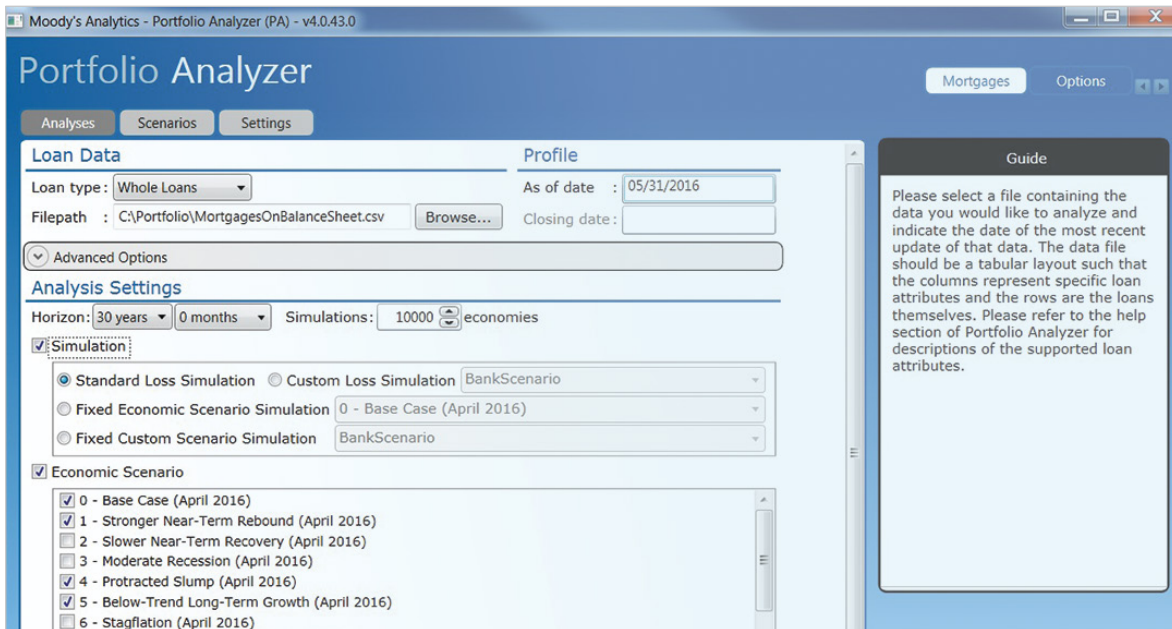 Moody's Analytics - Portfolio Analyzer (PA) - v4.0.43.0
Portfolio Analyzer
Mortgages Options
Analyses Scenarios Settings
Loan Data
Loan type : Whole Loans
Filepath : C:\Portfolio\MortgagesOnBalanceSheet.csv Browse...
Profile
As of date : 05/31/2016
Closing date :
Advanced Options
Analysis Settings
Horizon: 30 years 0 months Simulations: 10000 economies
Simulation
Standard Loss Simulation Custom Loss Simulation BankScenario
Fixed Economic Scenario Simulation 0 - Base Case (April 2016)
Fixed Custom Scenario Simulation BankScenario
Economic Scenario
0 - Base Case (April 2016)
1 - Stronger Near-Term Rebound (April 2016)
2 - Slower Near-Term Recovery (April 2016)
3 - Moderate Recession (April 2016)
4 - Protracted Slump (April 2016)
5 - Below-Trend Long-Term Growth (April 2016)
6 - Stagflation (April 2016)
Guide
Please select a file containing the
data you would like to analyze and
indicate the date of the most recent
update of that data. The data file
should be a tabular layout such that
the columns represent specific loan
attributes and the rows are the loans
themselves. Please refer to the help
section of Portfolio Analyzer for
descriptions of the supported loan
attributes.